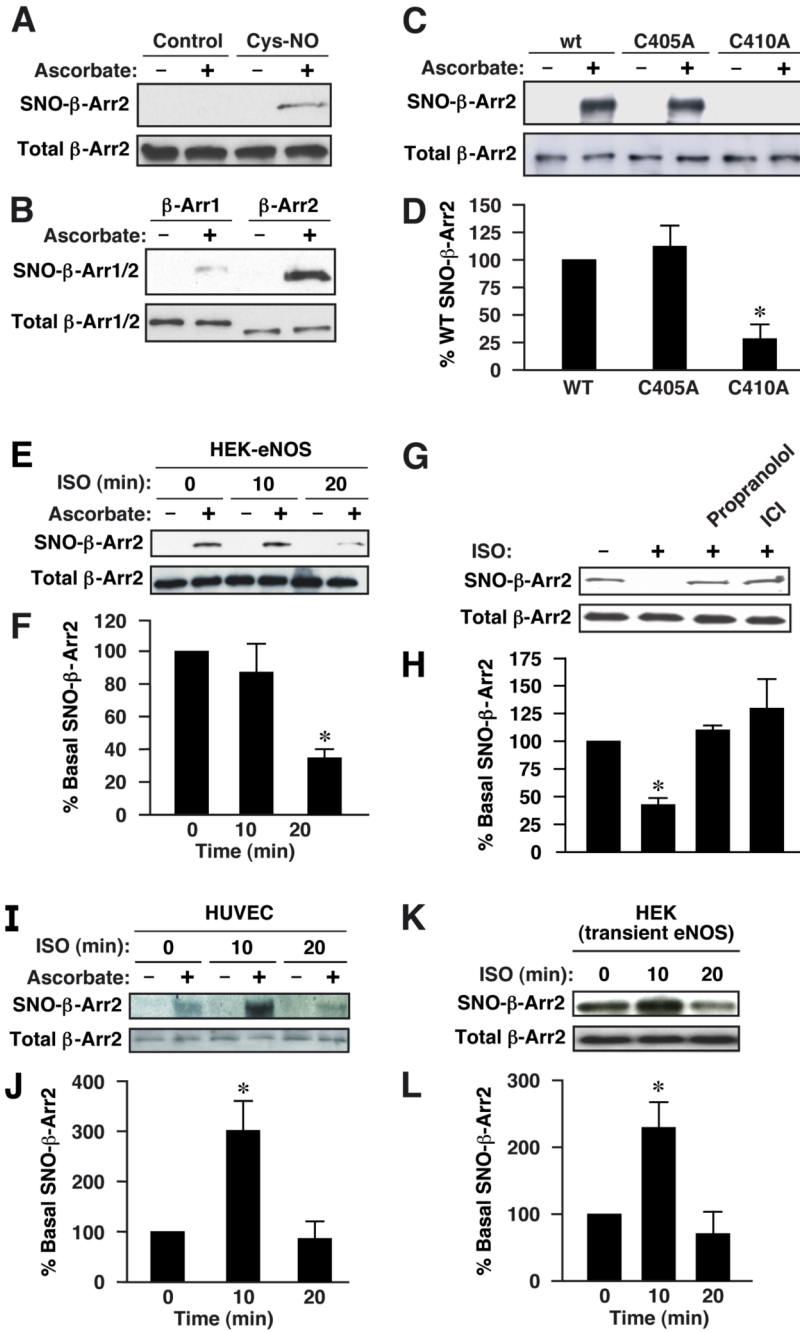 A
Control Cys-NO
Ascorbate: – + – +
SNO-β-Arr2
Total β-Arr2
B
β-Arr1 β-Arr2
Ascorbate: – + – +
SNO-β-Arr1/2
Total β-Arr1/2
C
wt C405A C410A
Ascorbate: – + – + – +
SNO-β-Arr2
Total β-Arr2
D
% WT SNO-β-Arr2
150
125
100
75
50
25
0
*
WT C405A C410A
E
HEK-eNOS
ISO (min): 0 10 20
Ascorbate: – + – + – +
SNO-β-Arr2
Total β-Arr2
F
% Basal SNO-β-Arr2
120
100
80
60
40
20
0
*
0 10 20
Time (min)
G
Propranolol
ICI
ISO: – + + +
SNO-β-Arr2
Total β-Arr2
H
% Basal SNO-β-Arr2
175
150
125
100
75
50
25
0
*
I
HUVEC
ISO (min): 0 10 20
Ascorbate: – + – + – +
SNO-β-Arr2
Total β-Arr2
J
% Basal SNO-β-Arr2
400
300
200
100
0
*
0 10 20
Time (min)
K
HEK
(transient eNOS)
ISO (min): 0 10 20
SNO-β-Arr2
Total β-Arr2
L
% Basal SNO-β-Arr2
300
200
100
0
*
0 10 20
Time (min)